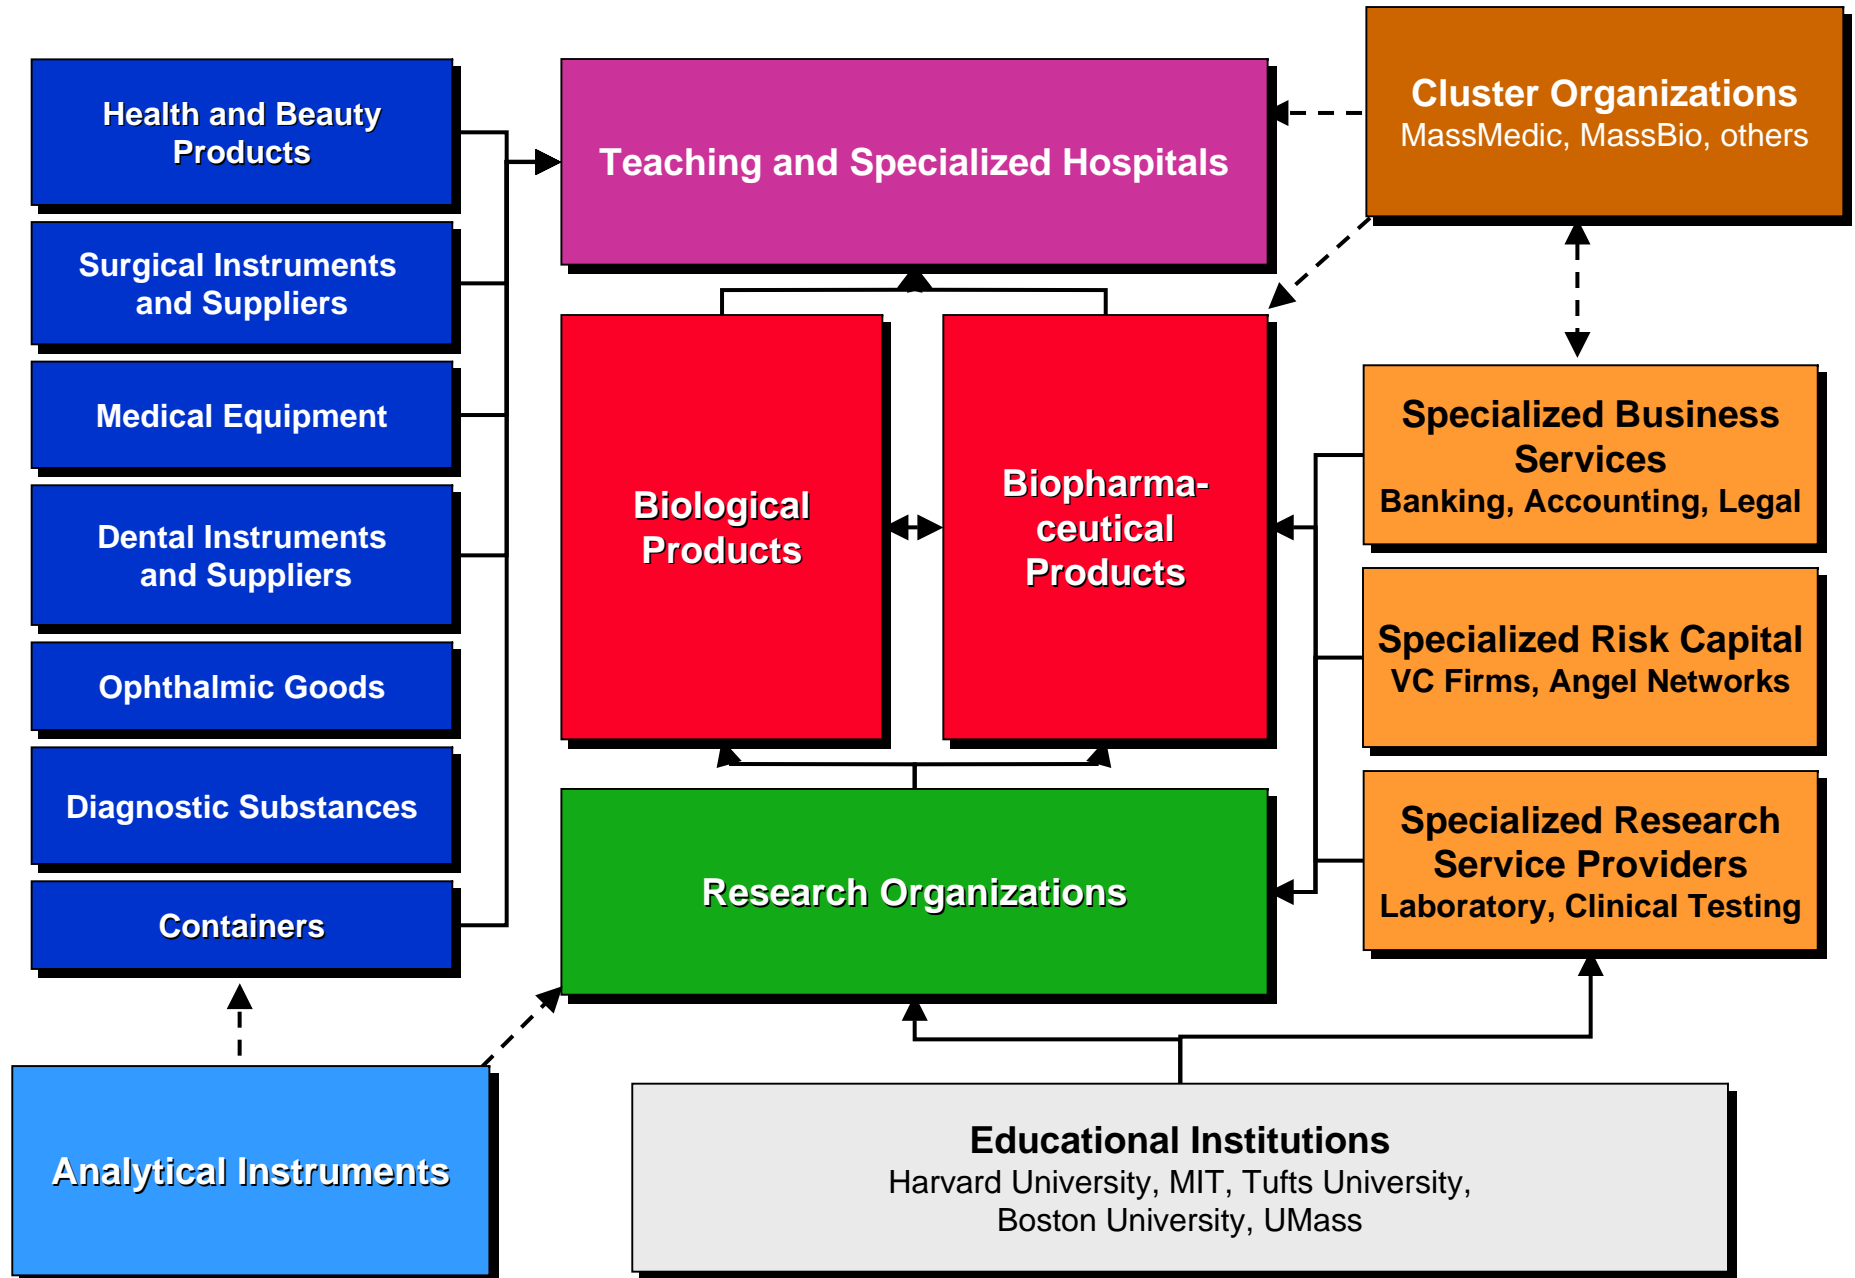 Health and Beauty
Products
Surgical Instruments
and Suppliers
Medical Equipment
Dental Instruments
and Suppliers
Ophthalmic Goods
Diagnostic Substances
Containers
Analytical Instruments
Teaching and Specialized Hospitals
Biological
Products
Biopharma-
ceutical
Products
Research Organizations
Cluster Organizations
MassMedic, MassBio, others
Specialized Business
Services
Banking, Accounting, Legal
Specialized Risk Capital
VC Firms, Angel Networks
Specialized Research
Service Providers
Laboratory, Clinical Testing
Educational Institutions
Harvard University, MIT, Tufts University,
Boston University, UMass